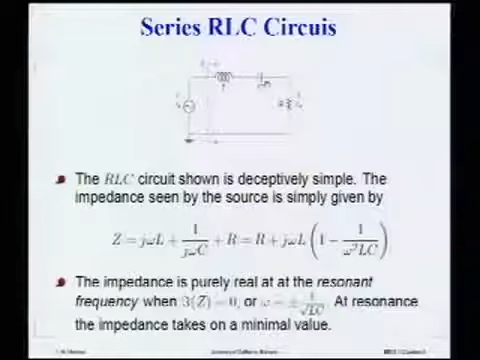 Series RLC Circuis
The RLC circuit shown is deceptively simple. The
impedance seen by the source is simply given by
Z = jωL + 1/(jωC) + R = R + jωL (1 − 1/(ω²LC))
The impedance is purely real at at the resonant
frequency when ℑ(Z) = 0, or ω = ± 1/√LC. At resonance
the impedance takes on a minimal value.